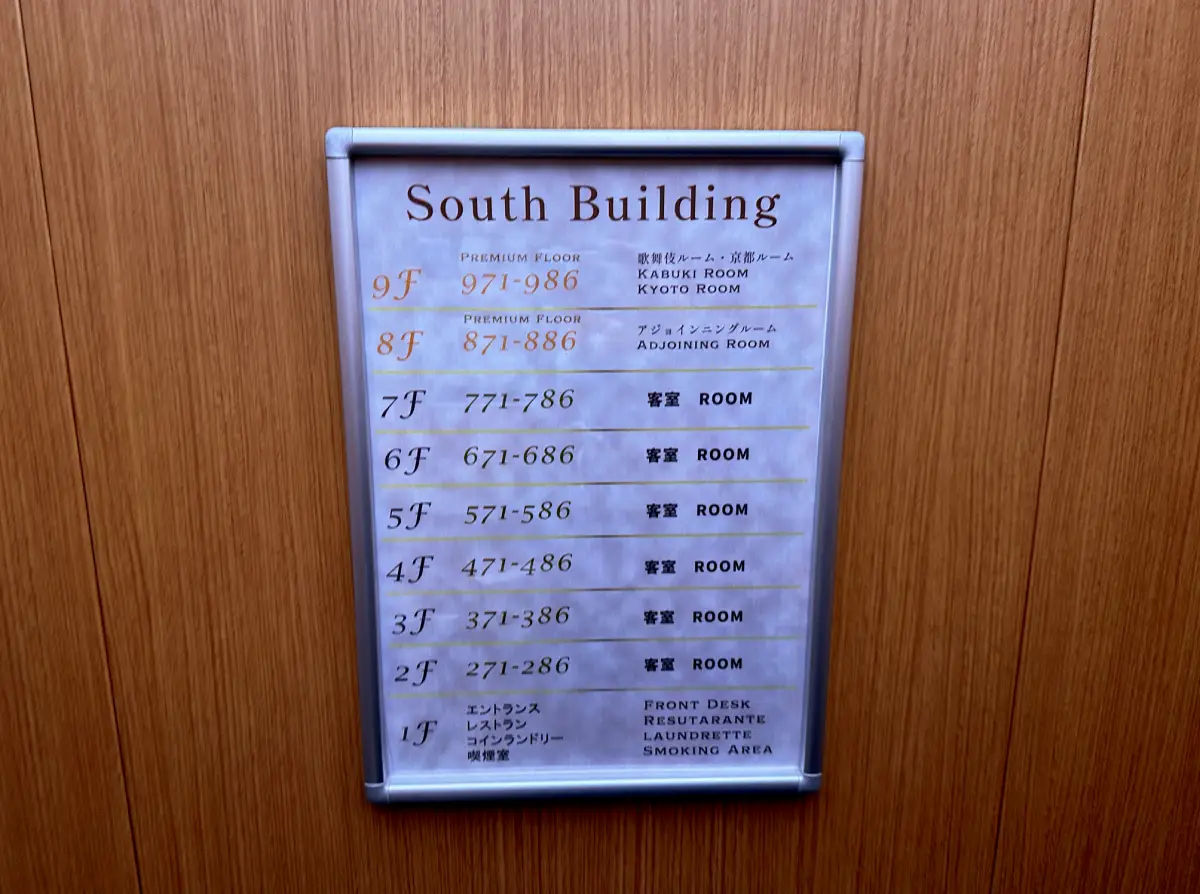 South Building
PREMIUM FLOOR
9F 971-986
歌舞伎ルーム・京都ルーム
KABUKI ROOM
KYOTO ROOM
PREMIUM FLOOR
8F 871-886
アジョインニングルーム
ADJOINING ROOM
7F 771-786 客室 ROOM
6F 671-686 客室 ROOM
5F 571-586 客室 ROOM
4F 471-486 客室 ROOM
3F 371-386 客室 ROOM
2F 271-286 客室 ROOM
1F
エントランス
レストラン
コインランドリー
喫煙室
FRONT DESK
RESUTARANTE
LAUNDRETTE
SMOKING AREA